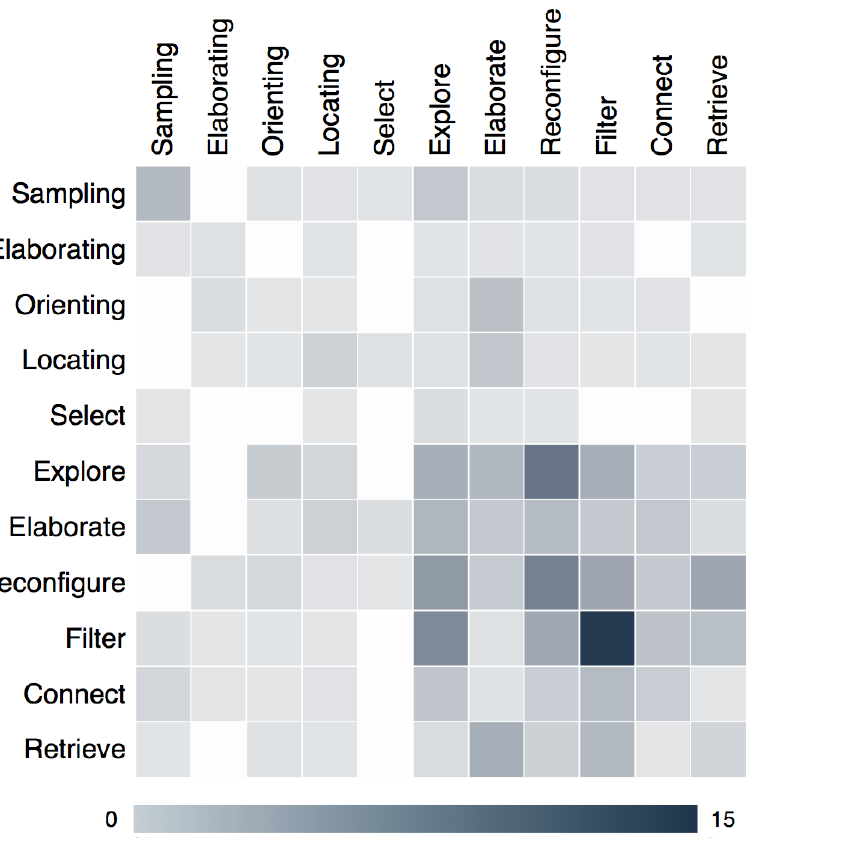 Sampling
Elaborating
Orienting
Locating
Select
Explore
Elaborate
Reconfigure
Filter
Connect
Retrieve
Sampling
Elaborating
Orienting
Locating
Select
Explore
Elaborate
econfigure
Filter
Connect
Retrieve
0 15